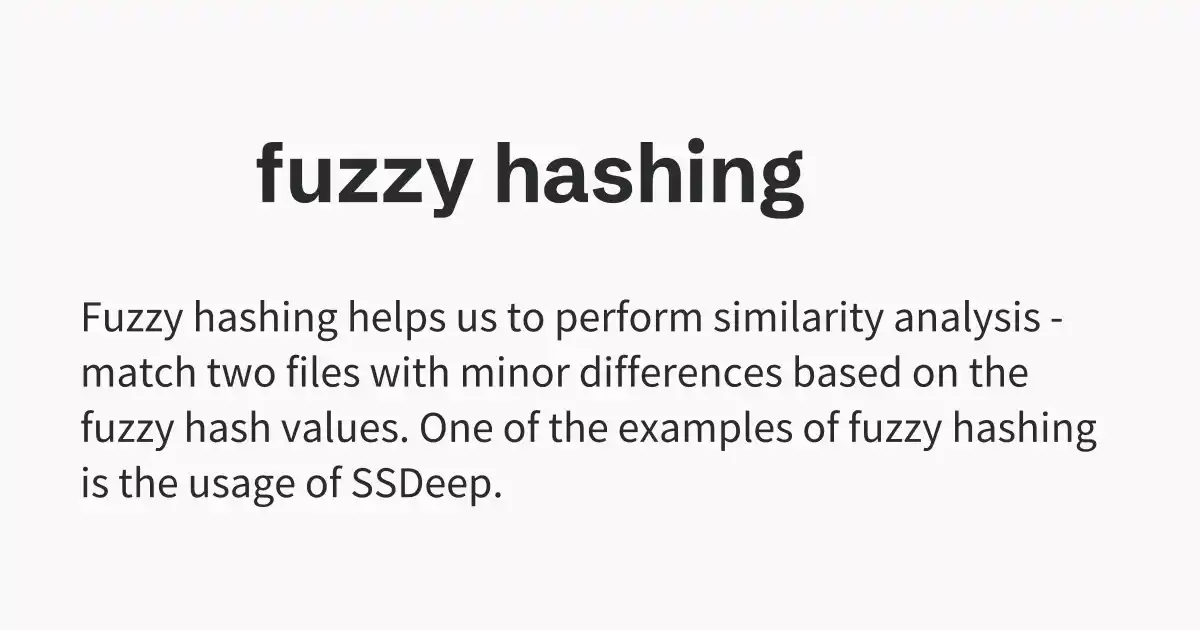 fuzzy hashing
Fuzzy hashing helps us to perform similarity analysis -
match two files with minor differences based on the
fuzzy hash values. One of the examples of fuzzy hashing
is the usage of SSDeep.